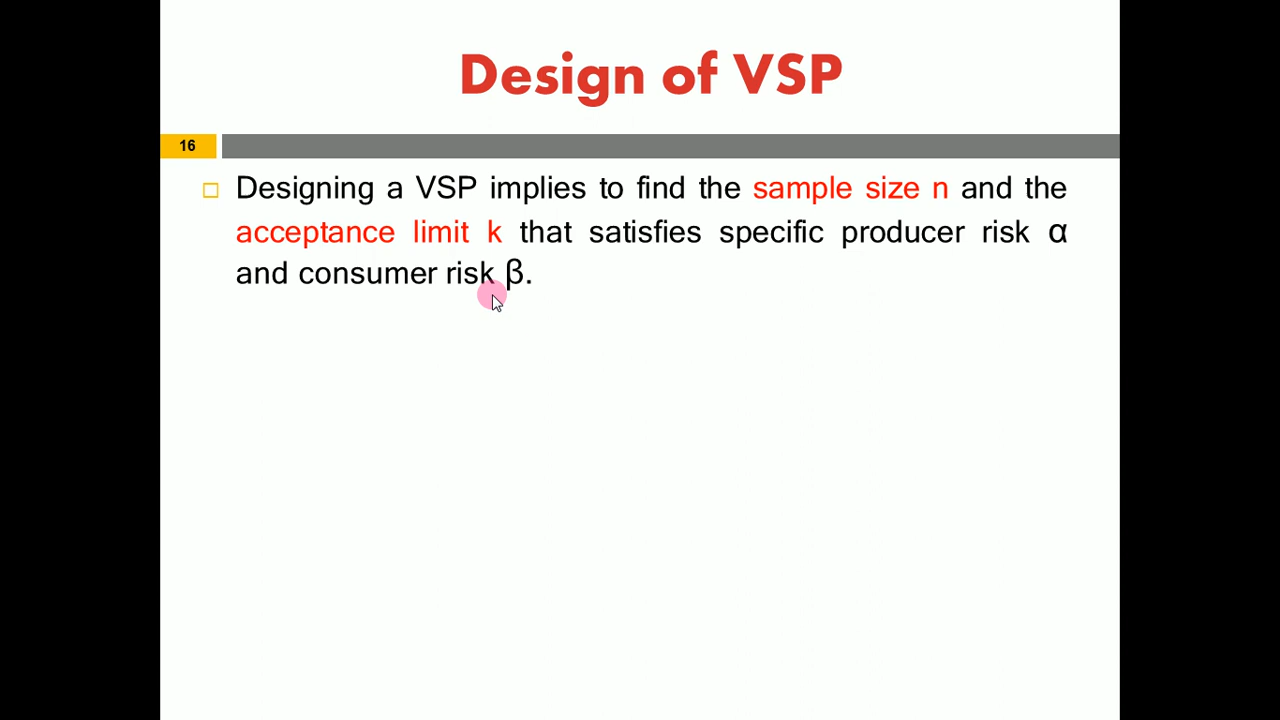 Design of VSP
16
Designing a VSP implies to find the sample size n and the
acceptance limit k that satisfies specific producer risk α
and consumer risk β.